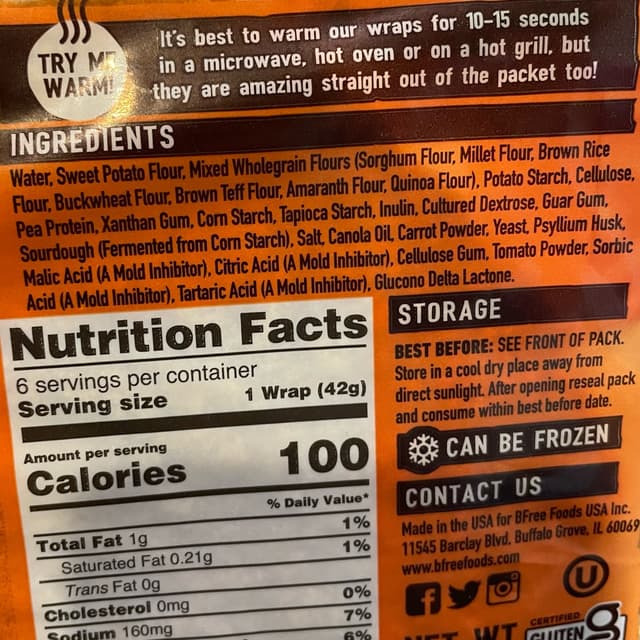 TRY ME
WARM!
It's best to warm our wraps for 10-15 seconds
in a microwave, hot oven or on a hot grill, but
they are amazing straight out of the packet too!
INGREDIENTS
Water, Sweet Potato Flour, Mixed Wholegrain Flours (Sorghum Flour, Millet Flour, Brown Rice
Flour, Buckwheat Flour, Brown Teff Flour, Amaranth Flour, Quinoa Flour), Potato Starch, Cellulose,
Pea Protein, Xanthan Gum, Corn Starch, Tapioca Starch, Inulin, Cultured Dextrose, Guar Gum,
Sourdough (Fermented from Corn Starch), Salt, Canola Oil, Carrot Powder, Yeast, Psyllium Husk,
Malic Acid (A Mold Inhibitor), Citric Acid (A Mold Inhibitor), Cellulose Gum, Tomato Powder, Sorbic
Acid (A Mold Inhibitor), Tartaric Acid (A Mold Inhibitor), Glucono Delta Lactone.
Nutrition Facts
6 servings per container
Serving size 1 Wrap (42g)
Amount per serving
Calories 100
% Daily Value*
Total Fat 1g 1%
Saturated Fat 0.21g 1%
Trans Fat 0g
Cholesterol 0mg 0%
Sodium 160mg 7%
6%
STORAGE
BEST BEFORE: SEE FRONT OF PACK.
Store in a cool dry place away from
direct sunlight. After opening reseal pack
and consume within best before date.
CAN BE FROZEN
CONTACT US
Made in the USA for BFree Foods USA Inc.
11545 Barclay Blvd. Buffalo Grove, IL 60069
www.bfreefoods.com
U
NET WT
CERTIFIED
GLUTEN